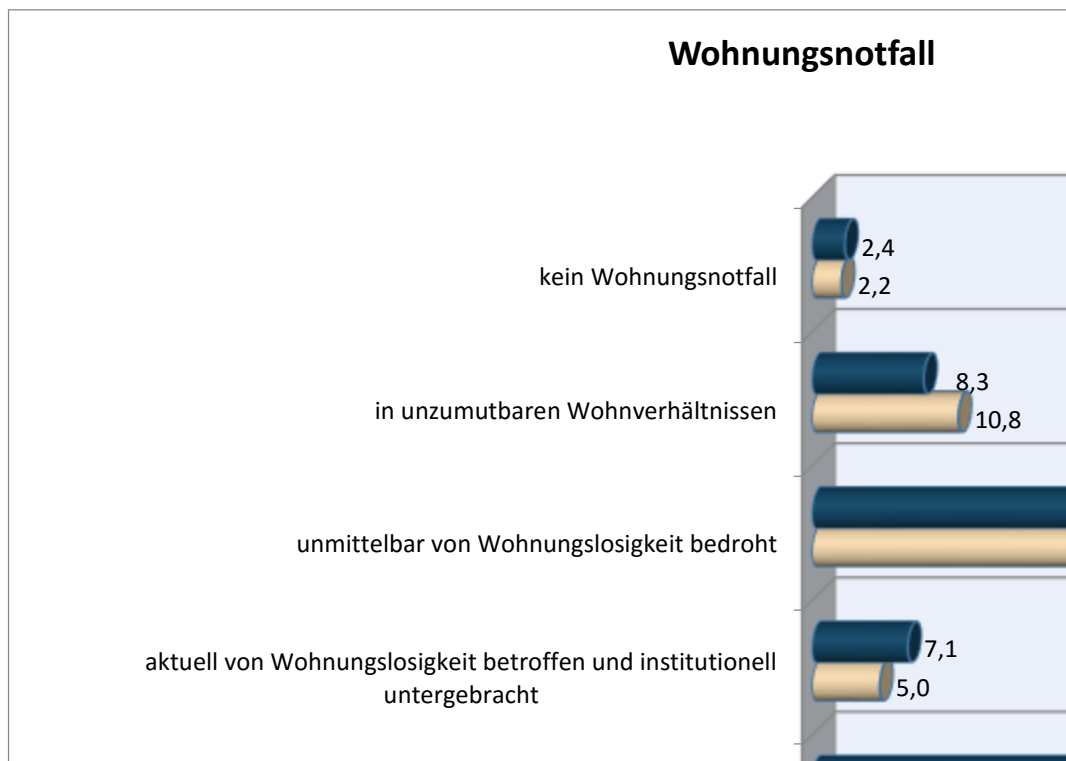 Wohnungsnotfall
kein Wohnungsnotfall
2,4
2,2
in unzumutbaren Wohnverhältnissen
8,3
10,8
unmittelbar von Wohnungslosigkeit bedroht
aktuell von Wohnungslosigkeit betroffen und institutionell
untergebracht
7,1
5,0